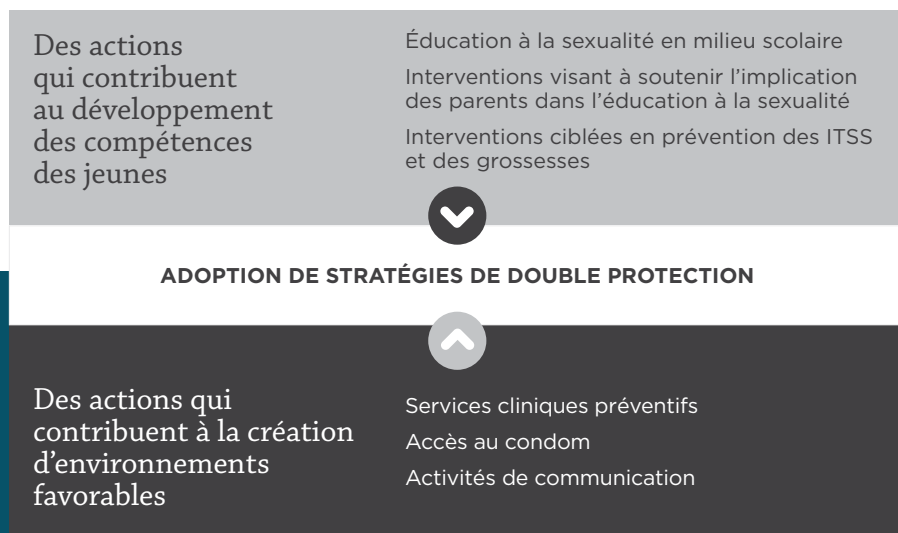 Des actions
qui contribuent
au développement
des compétences
des jeunes
Éducation à la sexualité en milieu scolaire
Interventions visant à soutenir l’implication
des parents dans l’éducation à la sexualité
Interventions ciblées en prévention des ITSS
et des grossesses
ADOPTION DE STRATÉGIES DE DOUBLE PROTECTION
Des actions qui
contribuent à la création
d'environnements
favorables
Services cliniques préventifs
Accès au condom
Activités de communication